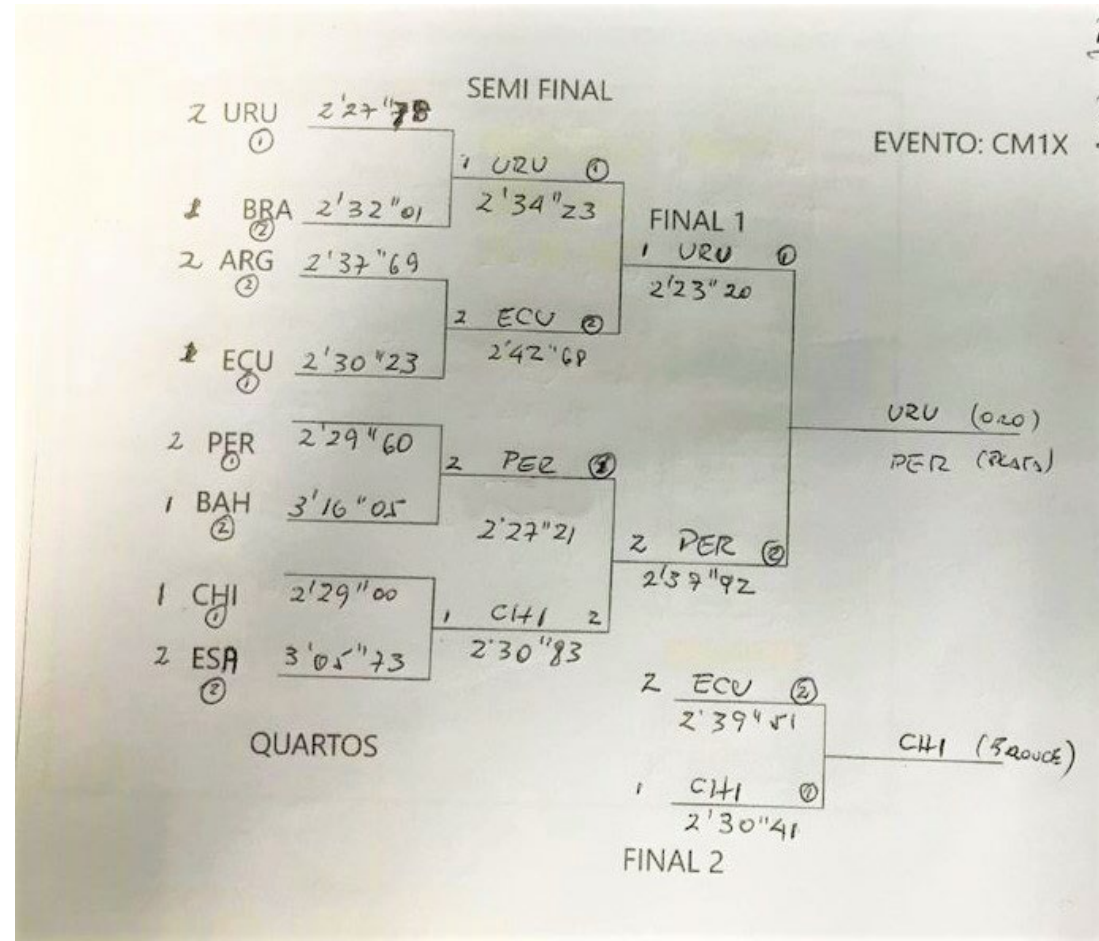 SEMI FINAL
EVENTO: CM1X
2 URU 2'27"78
1
1 BRA 2'32"01
2
2 ARG 2'37"69
2
1 ECU 2'30"23
1
2 PER 2'29"60
1
1 BAH 3'16"05
2
1 CHI 2'29"00
1
2 ESA 3'05"73
2
QUARTOS
1 URU 1
2'34"23
2 ECU 2
2'42"68
2 PER 1
2'27"21
1 CHI 2
2'30"83
FINAL 1
1 URU 1
2'23"20
2 PER 2
URU (ORO)
PER (PLATA)
2 ECU 2
2'39"51
1 CHI 1
2'30"41
FINAL 2
CHI (BRONCE)